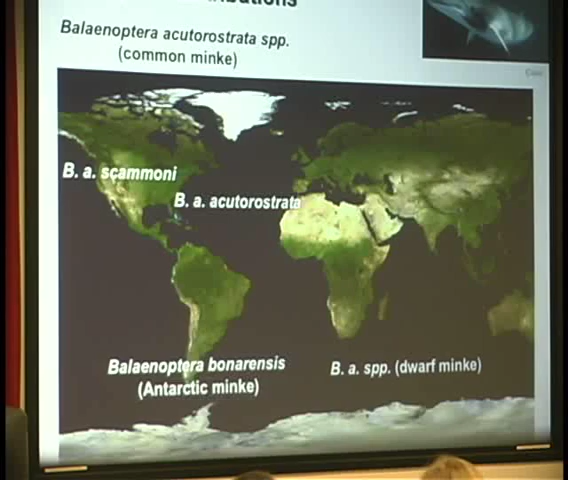 Balaenoptera acutorostrata spp.
(common minke)
B. a. scammoni
B. a. acutorostrata
Balaenoptera bonarensis
(Antarctic minke)
B. a. spp. (dwarf minke)